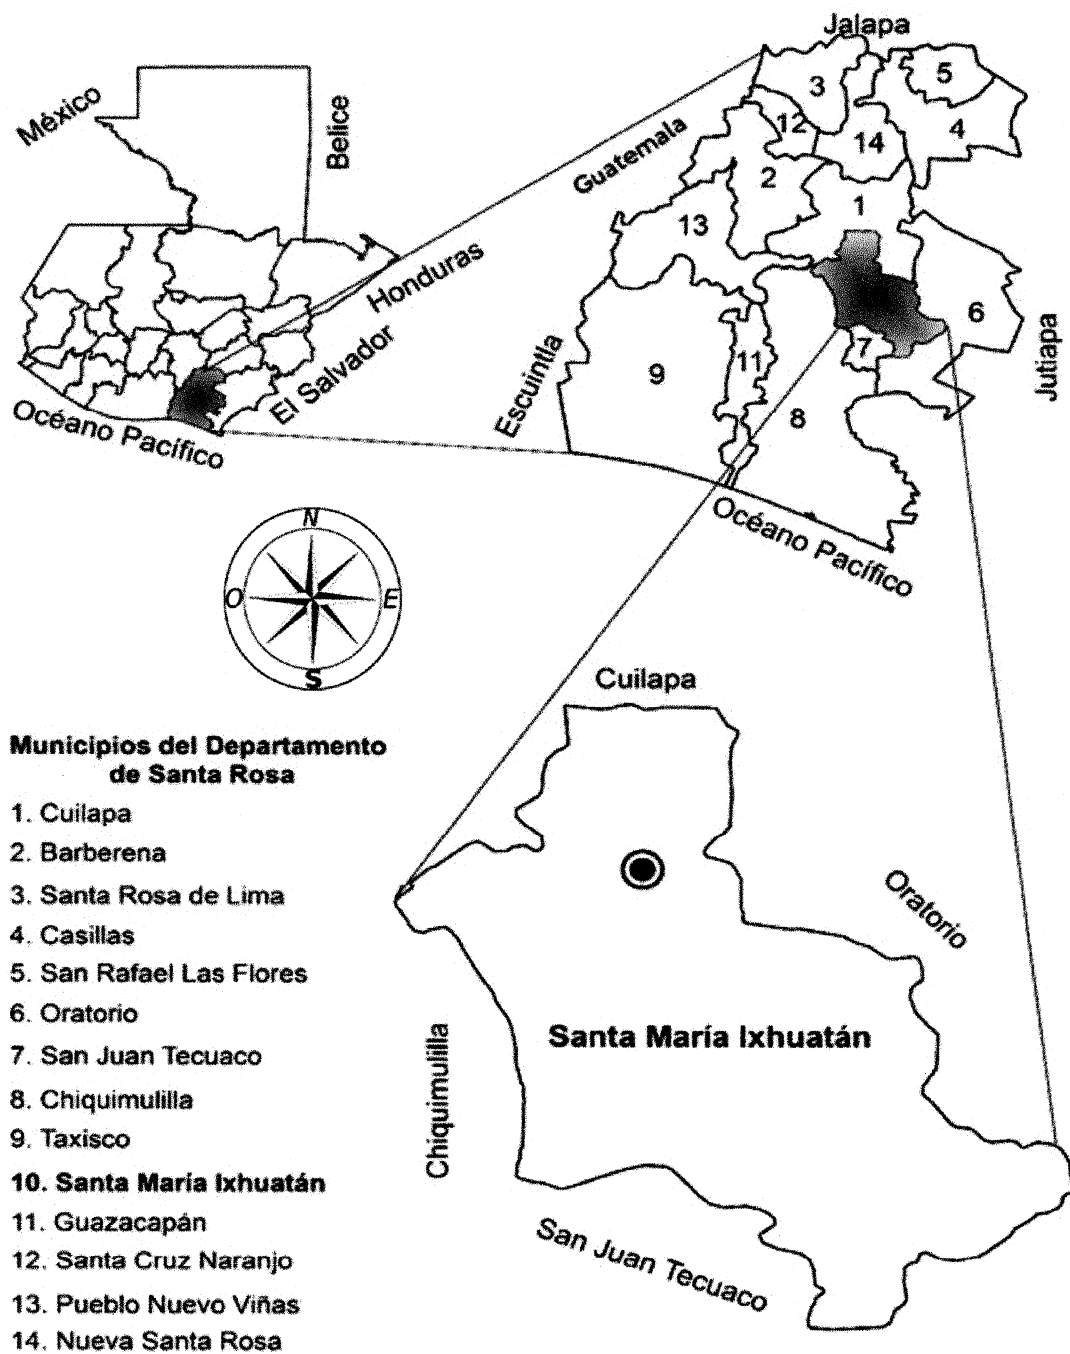 México
Belice
Honduras
El Salvador
Océano Pacífico
Jalapa
Guatemala
Escuintla
Jutiapa
Océano Pacífico
3
5
12
14
4
2
1
13
6
7
11
9
8
N
O
E
S
Cuilapa
Oratorio
Santa María Ixhuatán
Chiquimulilla
San Juan Tecuaco
Municipios del Departamento
de Santa Rosa
1. Cuilapa
2. Barberena
3. Santa Rosa de Lima
4. Casillas
5. San Rafael Las Flores
6. Oratorio
7. San Juan Tecuaco
8. Chiquimulilla
9. Taxisco
10. Santa María Ixhuatán
11. Guazacapán
12. Santa Cruz Naranjo
13. Pueblo Nuevo Viñas
14. Nueva Santa Rosa